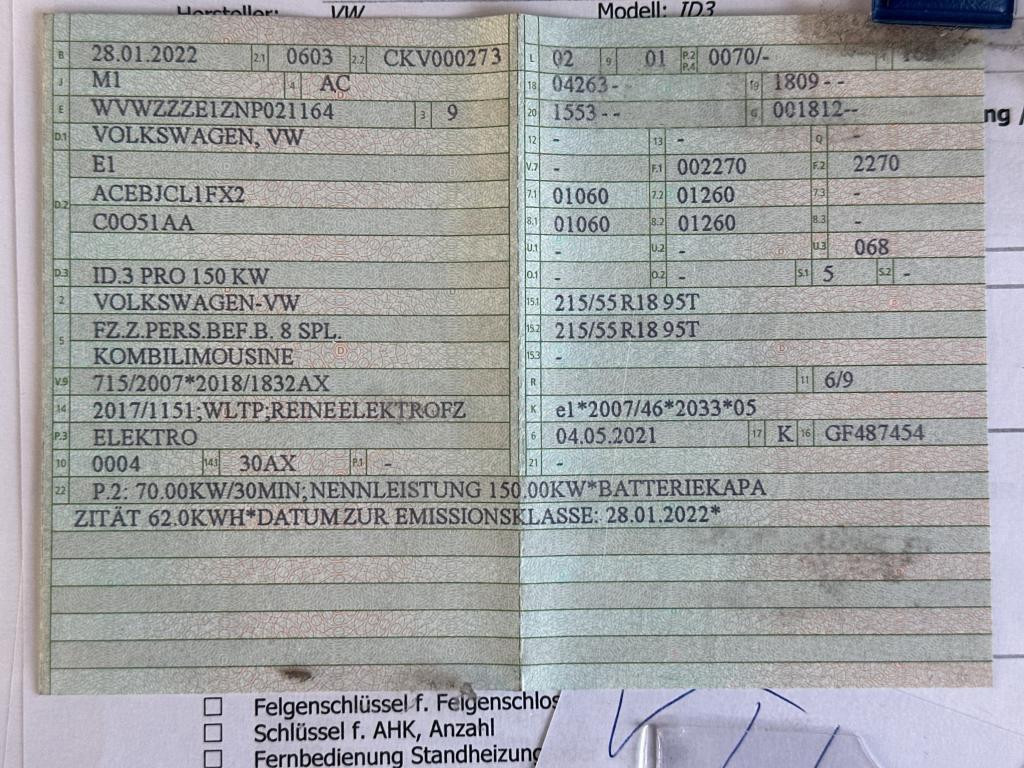 Hersteller: VW Modell: ID3
B 28.01.2022 2.1 0603 2.2 CKV000273
J M1 4 AC
E WVWZZZE1ZNP021164 3 9
D.1 VOLKSWAGEN, VW
E1
D.2 ACEBJCL1FX2
C0O51AA
D.3 ID.3 PRO 150 KW
2 VOLKSWAGEN-VW
5 FZ.Z.PERS.BEF.B. 8 SPL.
KOMBILIMOUSINE
V.9 715/2007*2018/1832AX
14 2017/1151;WLTP;REINEELEKTROFZ
P.3 ELEKTRO
10 0004 14.1 30AX P.1 -
L 02 9 01 P.2 P.4 0070/- T
18 04263-- 19 1809--
20 1553-- G 001812--
12 - 13 - Q -
V.7 - F.1 002270 F.2 2270
7.1 01060 7.2 01260 7.3 -
8.1 01060 8.2 01260 8.3 -
U.1 - U.2 - U.3 068
O.1 - O.2 - S.1 5 S.2 -
15.1 215/55 R18 95T
15.2 215/55 R18 95T
15.3 -
R 11 6/9
K e1*2007/46*2033*05
6 04.05.2021 17 K 16 GF487454
21 -
22 P.2: 70.00KW/30MIN;NENNLEISTUNG 150.00KW*BATTERIEKAPA
ZITÄT 62.0KWH*DATUM ZUR EMISSIONSKLASSE: 28.01.2022*
ng /
Felgenschlüssel f. Felgenschlos
Schlüssel f. AHK, Anzahl
Fernbedienung Standheizung